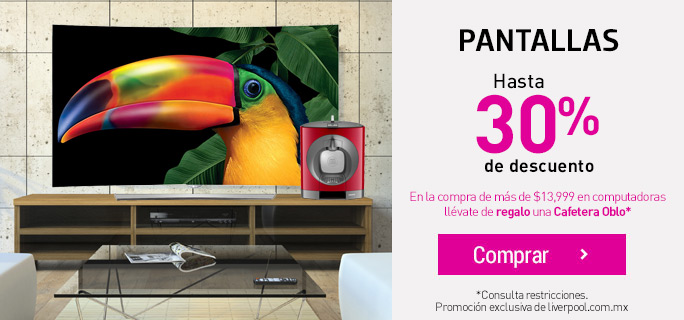 PANTALLAS
Hasta
30%
de descuento
En la compra de más de $13,999 en computadoras
llévate de regalo una Cafetera Oblo*
Comprar >
*Consulta restricciones.
Promoción exclusiva de liverpool.com.mx